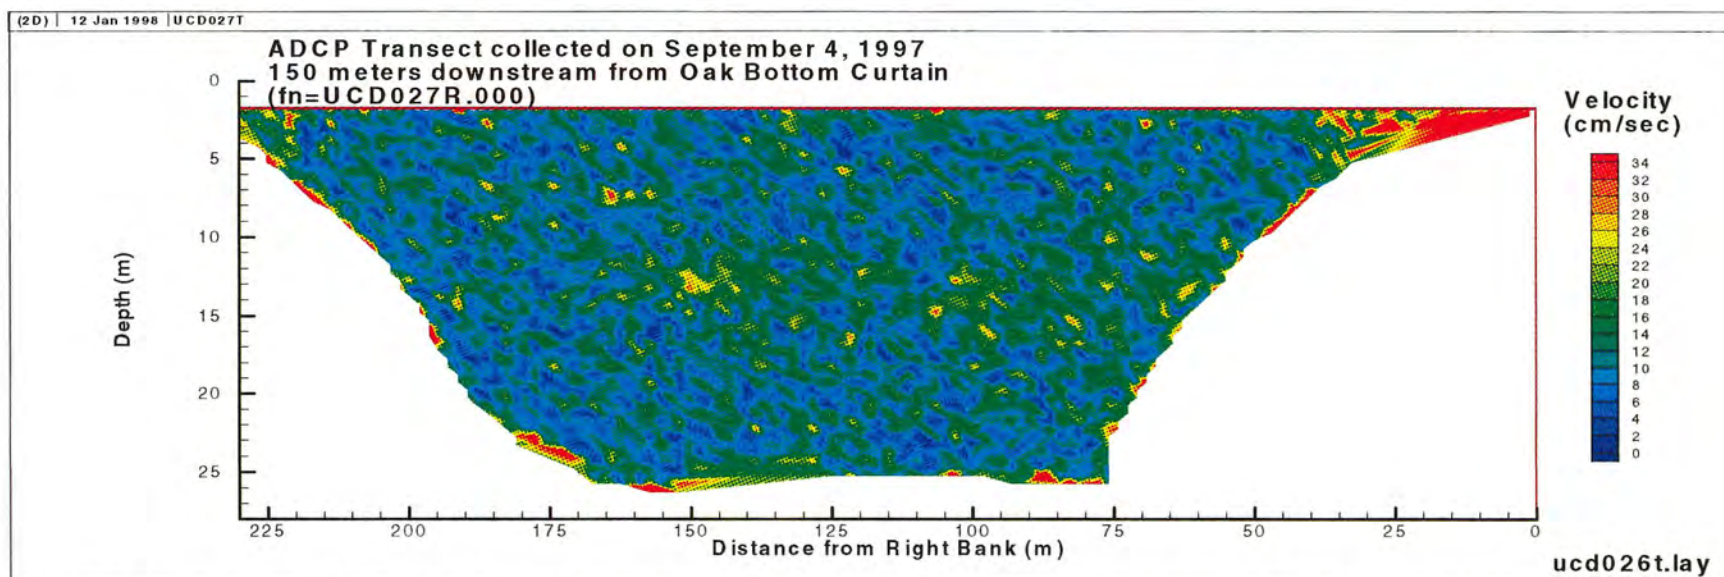 (2D) | 12 Jan 1998 | UCD027T
ADCP Transect collected on September 4, 1997
150 meters downstream from Oak Bottom Curtain
(fn=UCD027R.000)
Velocity
(cm/sec)
34
32
30
28
26
24
22
20
18
16
14
12
10
8
6
4
2
0
Depth (m)
0
5
10
15
20
25
225 200 175 150 125 100 75 50 25 0
Distance from Right Bank (m)
ucd026t.lay